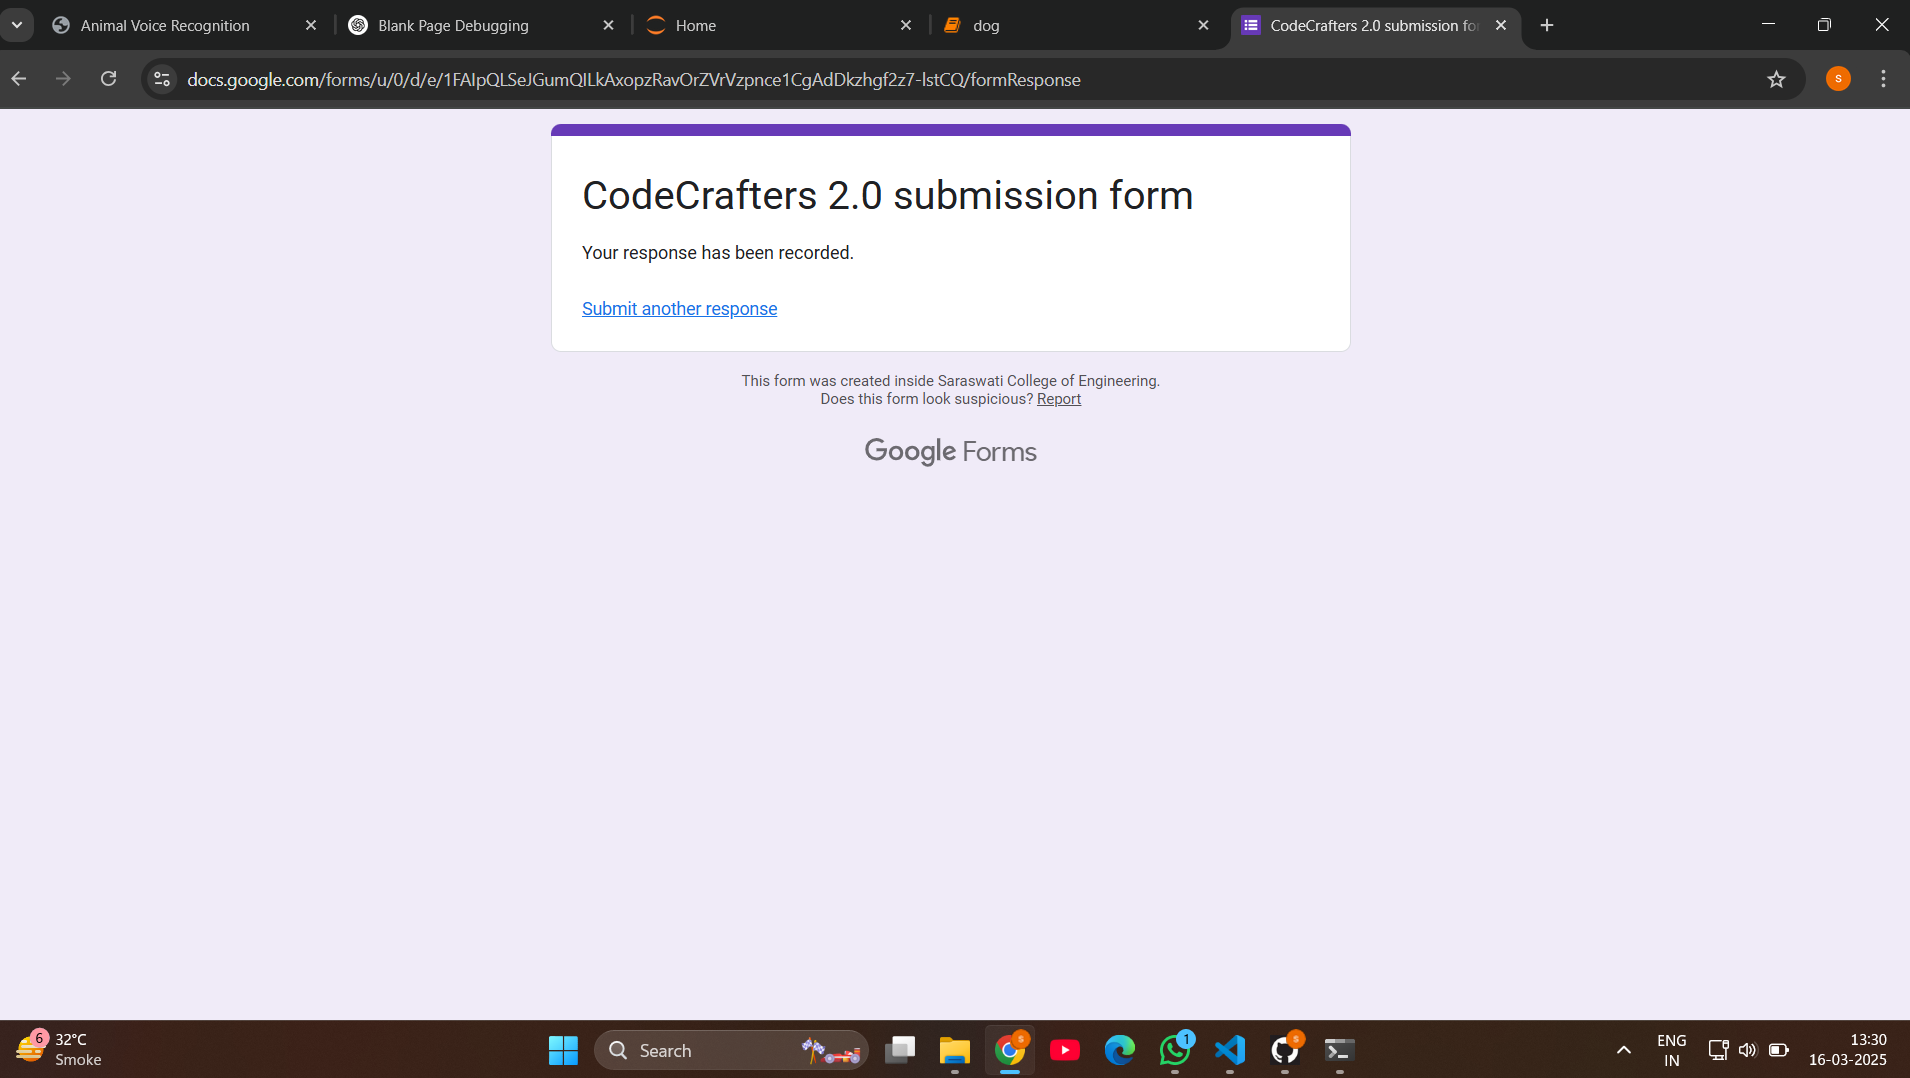 Animal Voice Recognition
Blank Page Debugging
Home
dog
CodeCrafters 2.0 submission fo
docs.google.com/forms/u/0/d/e/1FAIpQLSeJGumQILkAxopzRavOrZVrVzpnce1CgAdDkzhgf2z7-lstCQ/formResponse
s
CodeCrafters 2.0 submission form
Your response has been recorded.
Submit another response
This form was created inside Saraswati College of Engineering.
Does this form look suspicious? Report
Google Forms
6
32°C
Smoke
Search
s
1
s
ENG
IN
13:30
16-03-2025